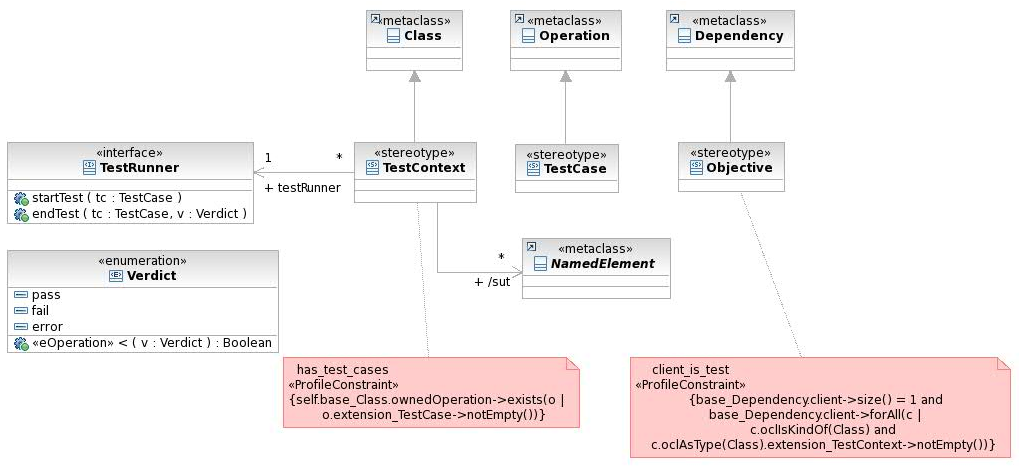 «metaclass»
Class
«metaclass»
Operation
«metaclass»
Dependency
«interface»
TestRunner
startTest ( tc : TestCase )
endTest ( tc : TestCase, v : Verdict )
1
*
+ testRunner
«stereotype»
TestContext
«stereotype»
TestCase
«stereotype»
Objective
«enumeration»
Verdict
pass
fail
error
«eOperation» < ( v : Verdict ) : Boolean
*
+ /sut
«metaclass»
NamedElement
has_test_cases
«ProfileConstraint»
{self.base_Class.ownedOperation->exists(o |
o.extension_TestCase->notEmpty())}
client_is_test
«ProfileConstraint»
{base_Dependency.client->size() = 1 and
base_Dependency.client->forAll(c |
c.oclIsKindOf(Class) and
c.oclAsType(Class).extension_TestContext->notEmpty())}